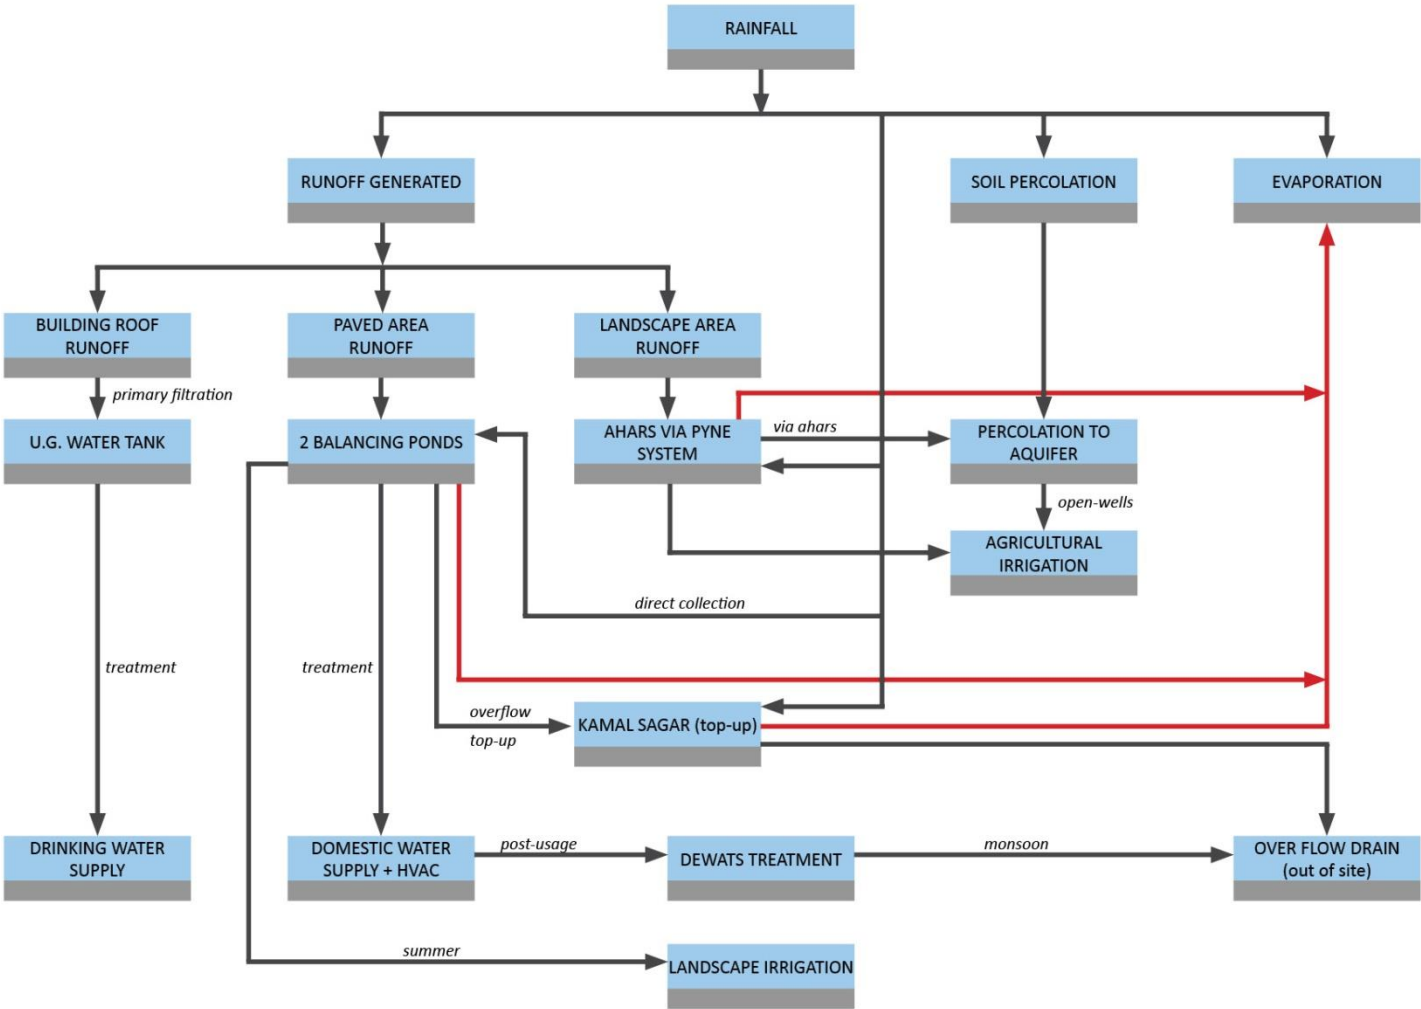 RAINFALL
RUNOFF GENERATED
SOIL PERCOLATION
EVAPORATION
BUILDING ROOF
RUNOFF
PAVED AREA
RUNOFF
LANDSCAPE AREA
RUNOFF
primary filtration
U.G. WATER TANK
2 BALANCING PONDS
AHARS VIA PYNE
SYSTEM
via ahars
PERCOLATION TO
AQUIFER
open-wells
AGRICULTURAL
IRRIGATION
direct collection
treatment
treatment
overflow
top-up
KAMAL SAGAR (top-up)
DRINKING WATER
SUPPLY
DOMESTIC WATER
SUPPLY + HVAC
post-usage
DEWATS TREATMENT
monsoon
OVER FLOW DRAIN
(out of site)
summer
LANDSCAPE IRRIGATION